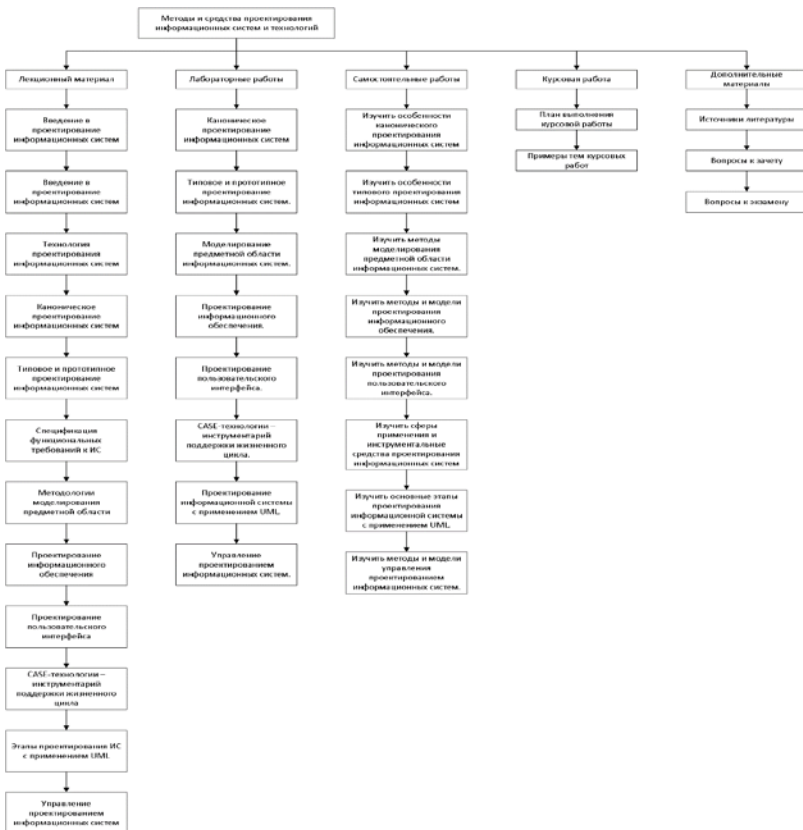 Методы и средства проектирования
информационных систем и технологий
Лекционный материал
Введение в
проектирование
информационных систем
Введение в
проектирование
информационных систем
Технология
проектирования
информационных систем
Каноническое
проектирование
информационных систем
Типовое и прототипное
проектирование
информационных систем
Спецификация
функциональных
требований к ИС
Методологии
моделирования
предметной области
Проектирование
информационного
обеспечения
Проектирование
пользовательского
интерфейса
CASE-технологии –
инструментарий
поддержки жизненного
цикла
Этапы проектирования ИС
с применением UML
Управление
проектированием
информационных систем
Лабораторные работы
Каноническое
проектирование
информационных систем
Типовое и прототипное
проектирование
информационных систем.
Моделирование
предметной области
информационных систем.
Проектирование
информационного
обеспечения.
Проектирование
пользовательского
интерфейса.
CASE-технологии –
инструментарий
поддержки жизненного
цикла.
Проектирование
информационной системы
с применением UML.
Управление
проектированием
информационных систем.
Самостоятельные работы
Изучить особенности
канонического
проектирования
информационных систем
Изучить особенности
типового проектирования
информационных систем
Изучить методы
моделирования
предметной области
информационных систем.
Изучить методы и модели
проектирования
информационного
обеспечения.
Изучить методы и модели
проектирования
пользовательского
интерфейса.
Изучить сферы
применения и
инструментальные
средства проектирования
информационных систем
Изучить основные этапы
проектирования
информационной системы
с применением UML.
Изучить методы и модели
управления
проектированием
информационных систем.
Курсовая работа
План выполнения
курсовой работы
Примеры тем курсовых
работ
Дополнительные
материалы
Источники литературы
Вопросы к зачету
Вопросы к экзамену